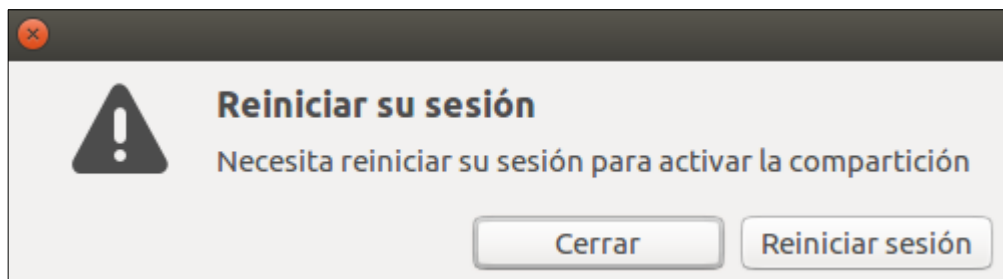 Reiniciar su sesión
Necesita reiniciar su sesión para activar la compartición
Cerrar Reiniciar sesión